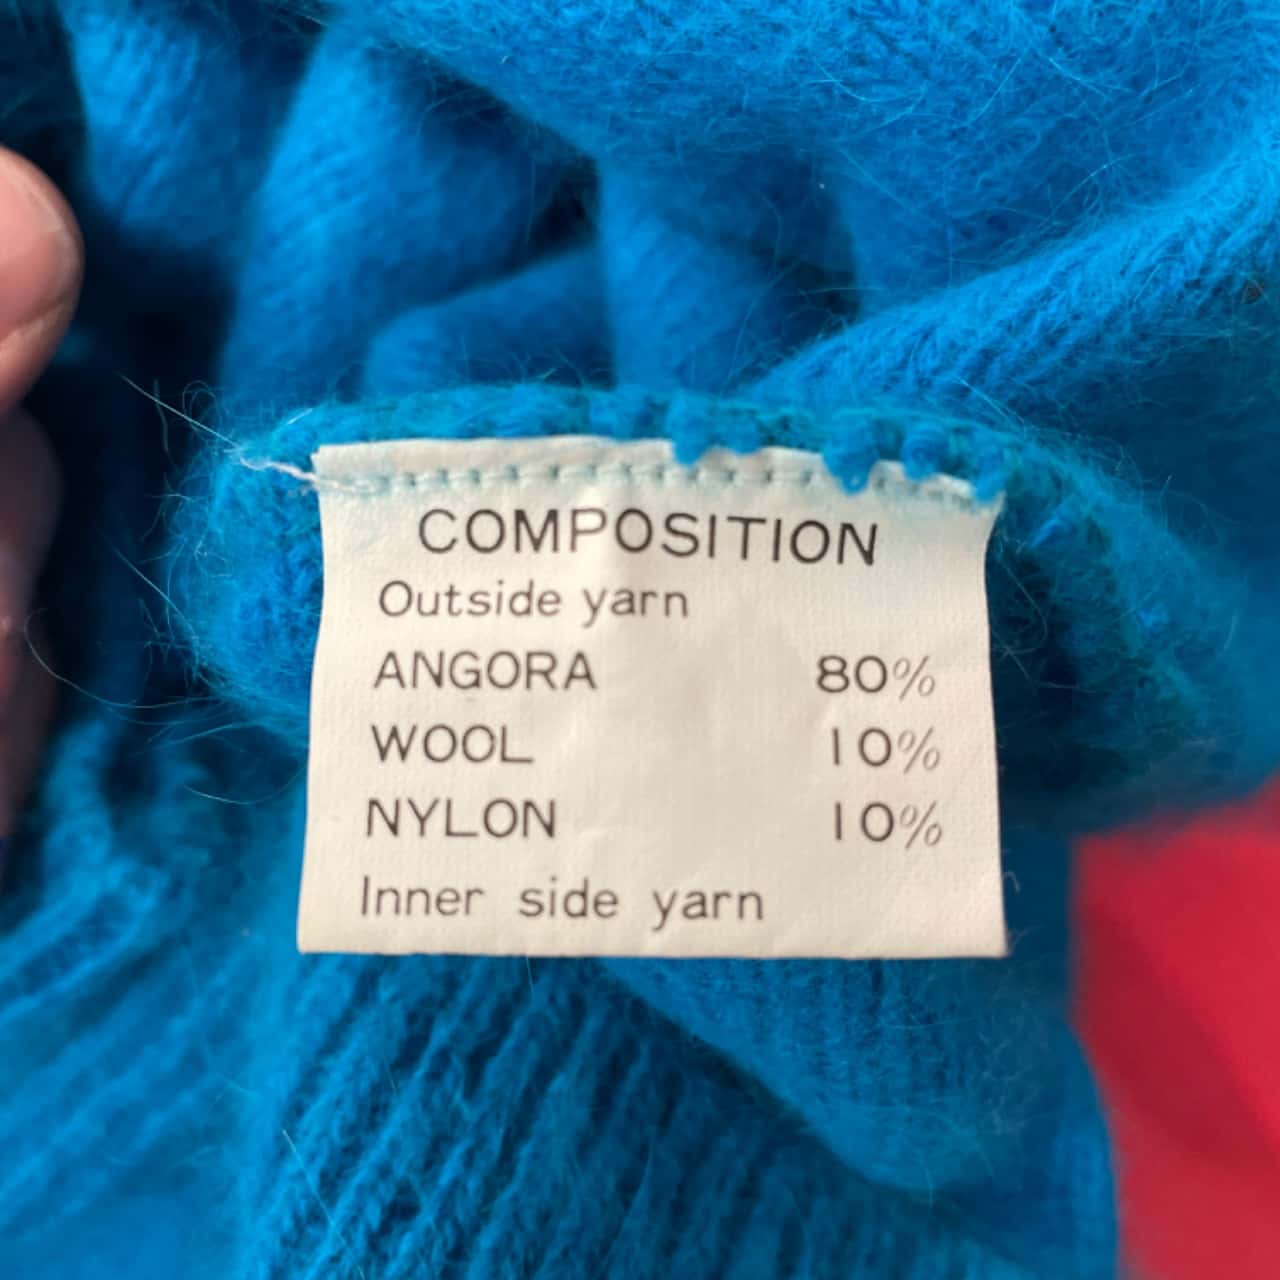 COMPOSITION
Outside yarn
ANGORA 80%
WOOL 10%
NYLON 10%
Inner side yarn